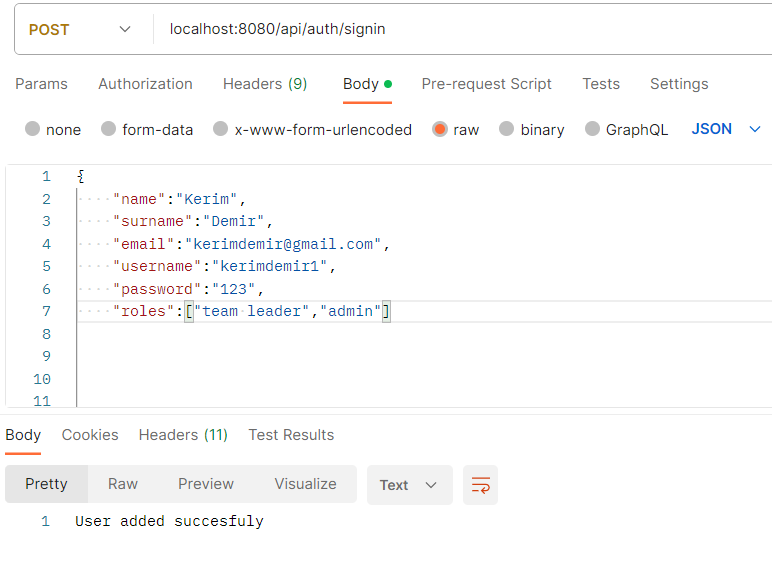 POST localhost:8080/api/auth/signin
Params Authorization Headers (9) Body Pre-request Script Tests Settings
none form-data x-www-form-urlencoded raw binary GraphQL JSON
1 {
2 "name":"Kerim",
3 "surname":"Demir",
4 "email":"kerimdemir@gmail.com",
5 "username":"kerimdemir1",
6 "password":"123",
7 "roles":["team leader","admin"]
8
9
10
11
Body Cookies Headers (11) Test Results
Pretty Raw Preview Visualize Text
1 User added succesfuly